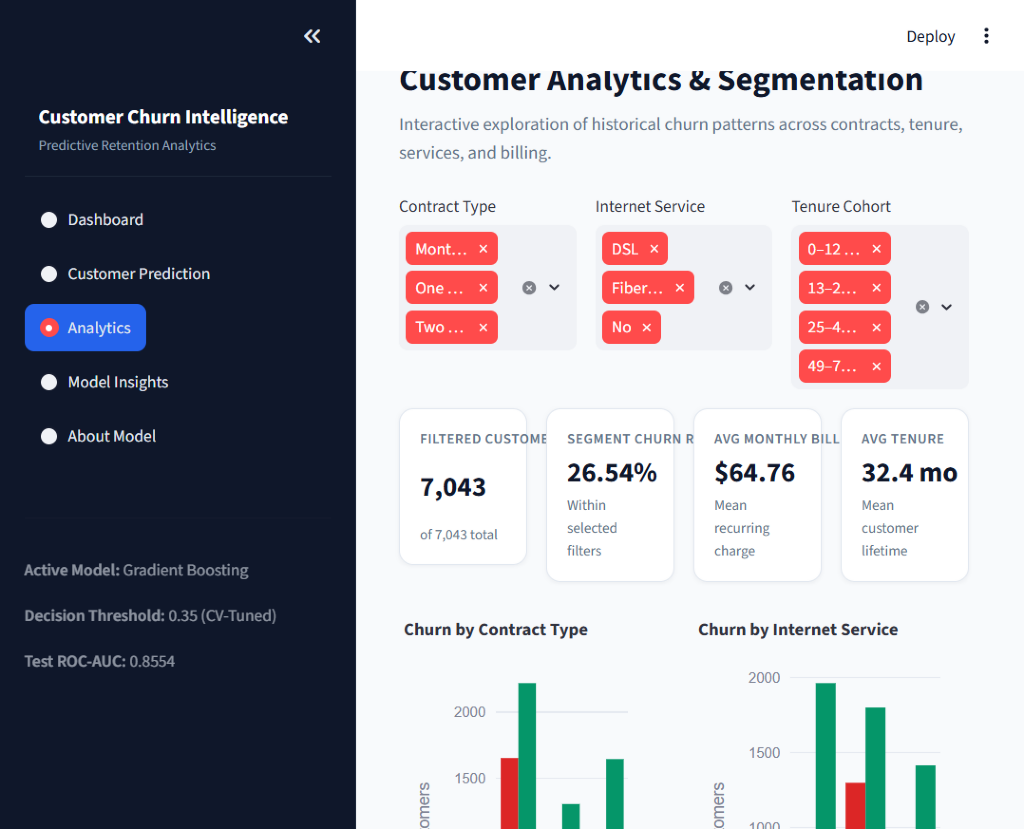 Deploy
Customer Churn Intelligence
Predictive Retention Analytics
Dashboard
Customer Prediction
Analytics
Model Insights
About Model
Active Model: Gradient Boosting
Decision Threshold: 0.35 (CV-Tuned)
Test ROC-AUC: 0.8554
Customer Analytics & Segmentation
Interactive exploration of historical churn patterns across contracts, tenure,
services, and billing.
Contract Type
Mont...
One ...
Two ...
Internet Service
DSL
Fiber...
No
Tenure Cohort
0–12 ...
13–2...
25–4...
49–7...
FILTERED CUSTOME
7,043
of 7,043 total
SEGMENT CHURN R
26.54%
Within
selected
filters
AVG MONTHLY BILL
$64.76
Mean
recurring
charge
AVG TENURE
32.4 mo
Mean
customer
lifetime
Churn by Contract Type
2000
1500
omers
Churn by Internet Service
2000
1500
1000
omers